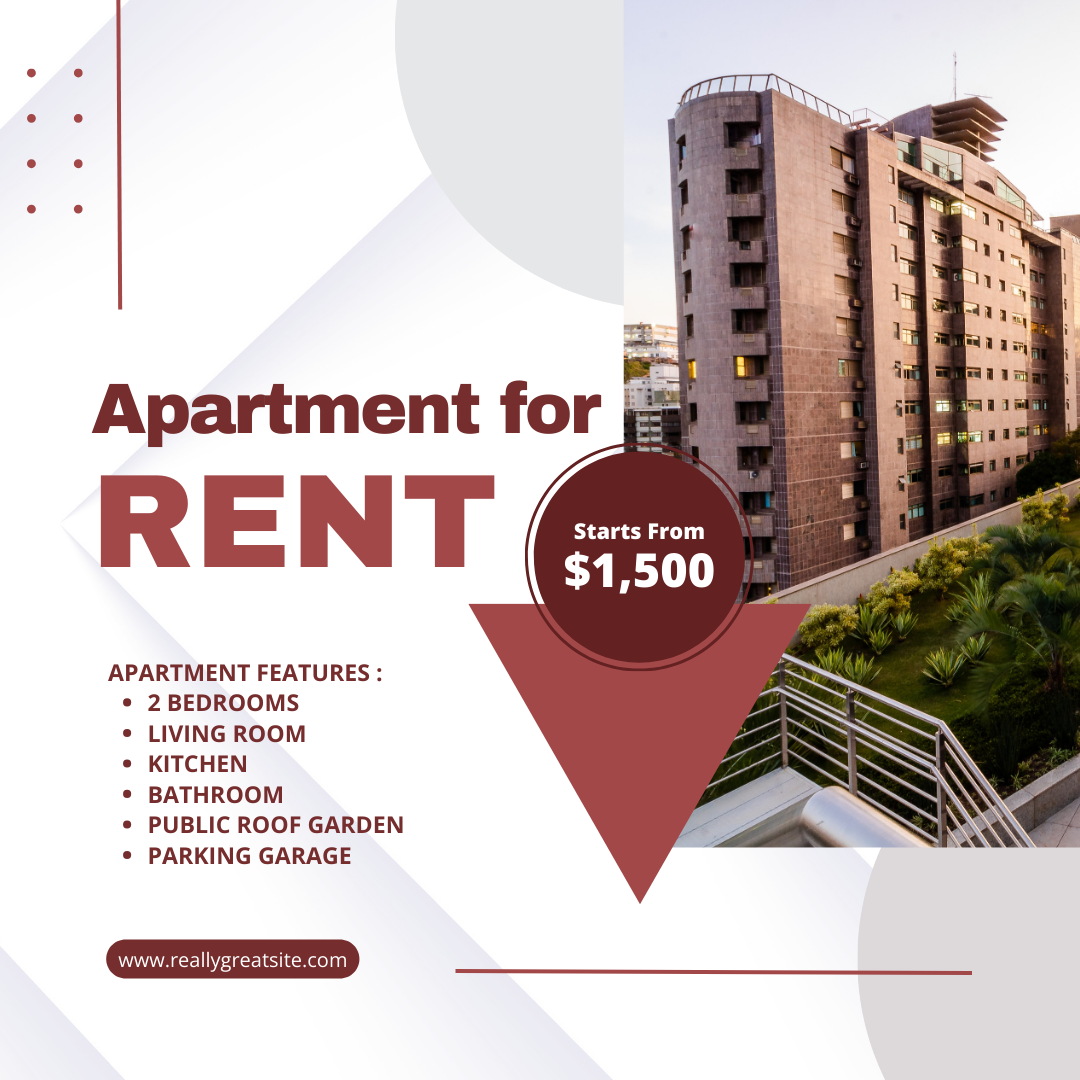 Apartment for
RENT
Starts From
$1,500
APARTMENT FEATURES :
• 2 BEDROOMS
• LIVING ROOM
• KITCHEN
• BATHROOM
• PUBLIC ROOF GARDEN
• PARKING GARAGE
www.reallygreatsite.com